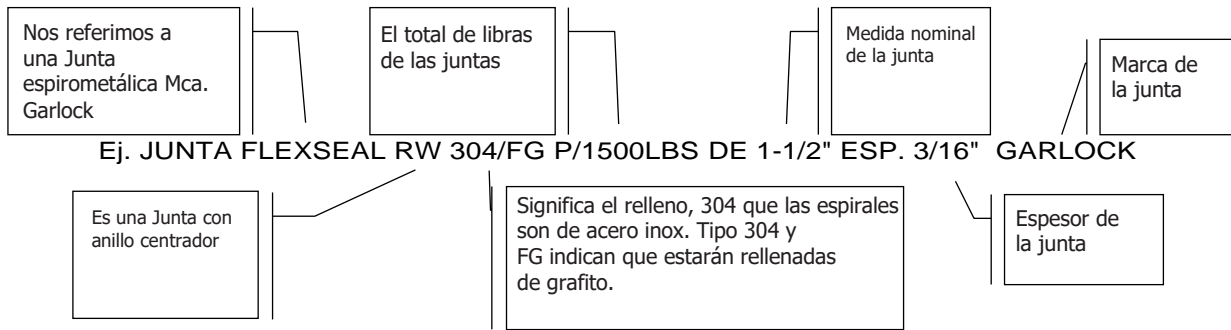 Nos referimos a
una Junta
espirometálica Mca.
Garlock
El total de libras
de las juntas
Medida nominal
de la junta
Marca de
la junta
Ej. JUNTA FLEXSEAL RW 304/FG P/1500LBS DE 1-1/2" ESP. 3/16" GARLOCK
Es una Junta con
anillo centrador
Significa el relleno, 304 que las espirales
son de acero inox. Tipo 304 y
FG indican que estarán rellenadas
de grafito.
Espesor de
la junta